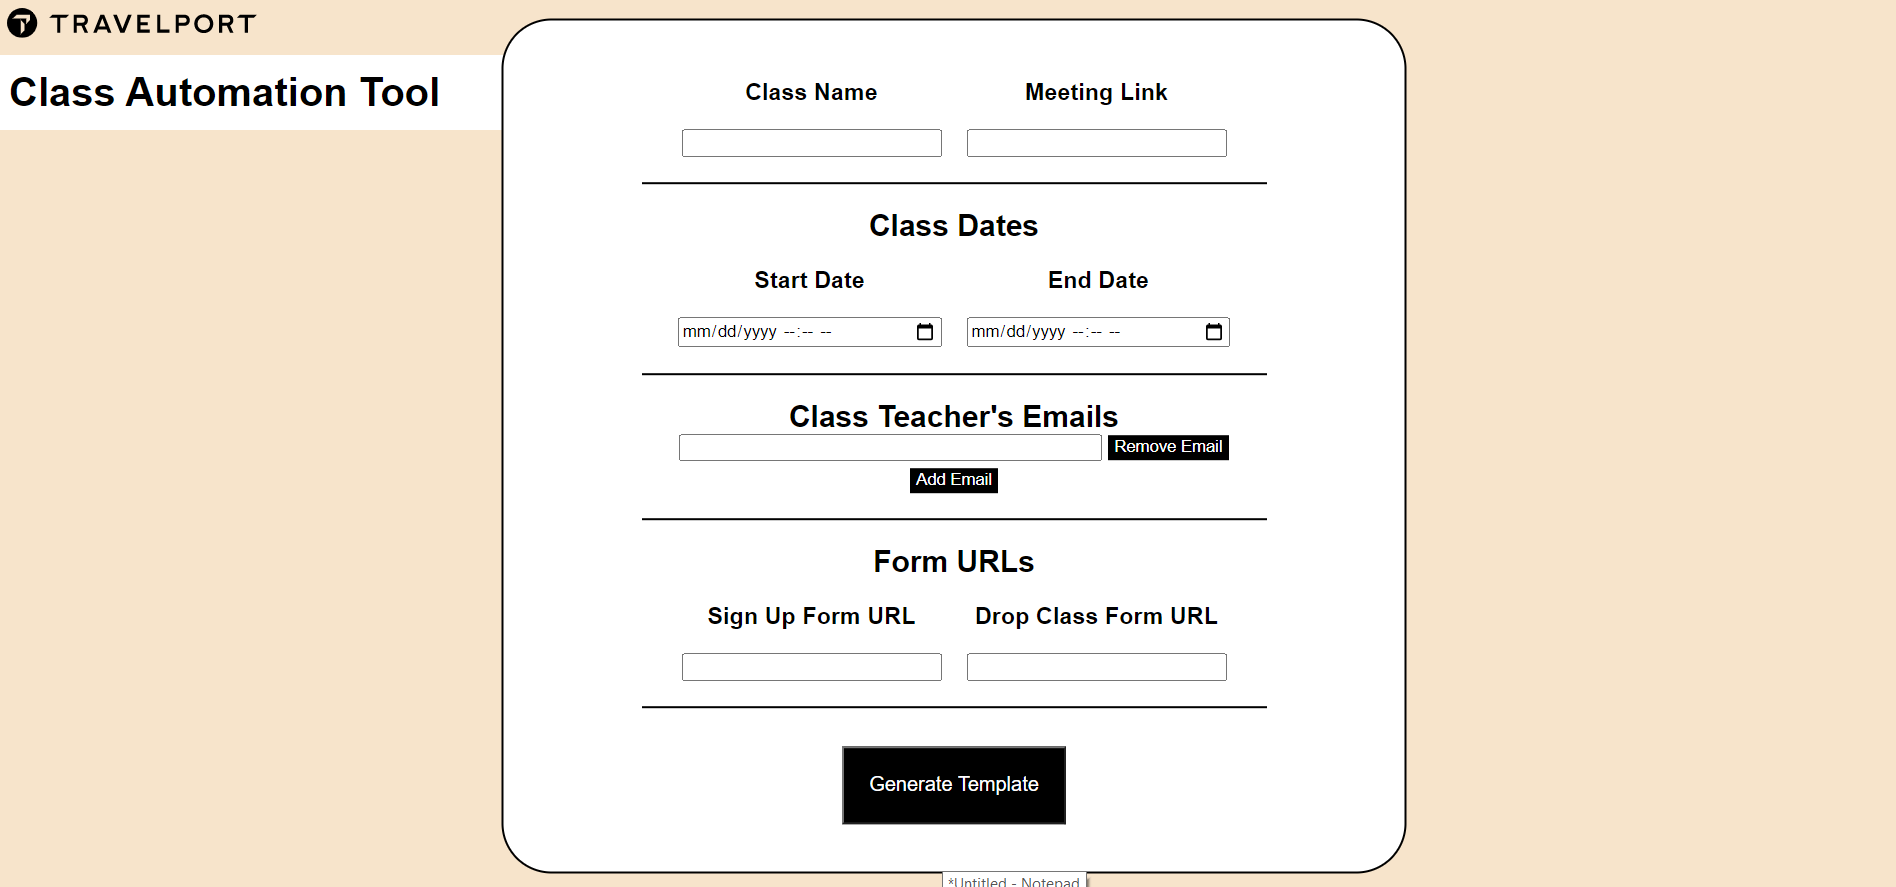 TRAVELPORT
Class Automation Tool
Class Name
Meeting Link
Class Dates
Start Date
End Date
mm/dd/yyyy --:-- --
mm/dd/yyyy --:-- --
Class Teacher's Emails
Remove Email
Add Email
Form URLs
Sign Up Form URL
Drop Class Form URL
Generate Template
*Untitled - Notepad